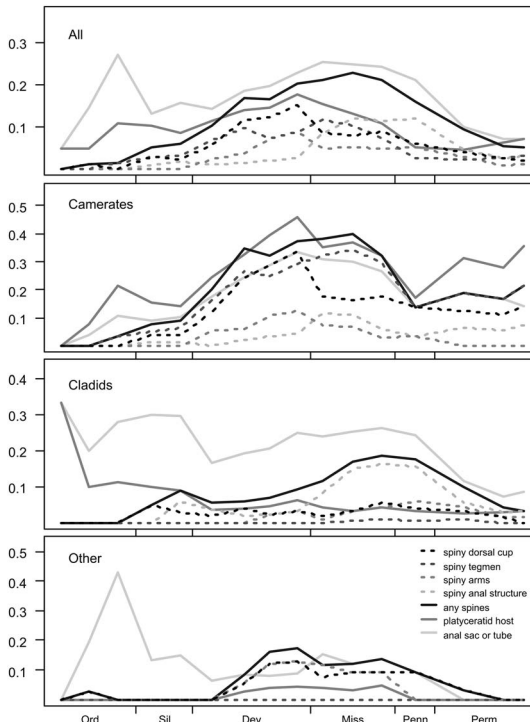 All
0.3
0.2
0.1
Camerates
0.5
0.4
0.3
0.2
0.1
Cladids
0.4
0.3
0.2
0.1
Other
0.5
0.4
0.3
0.2
0.1
spiny dorsal cup
spiny tegmen
spiny arms
spiny anal structure
any spines
platyceratid host
anal sac or tube
Ord. Sil. Dev. Miss. Penn. Perm.